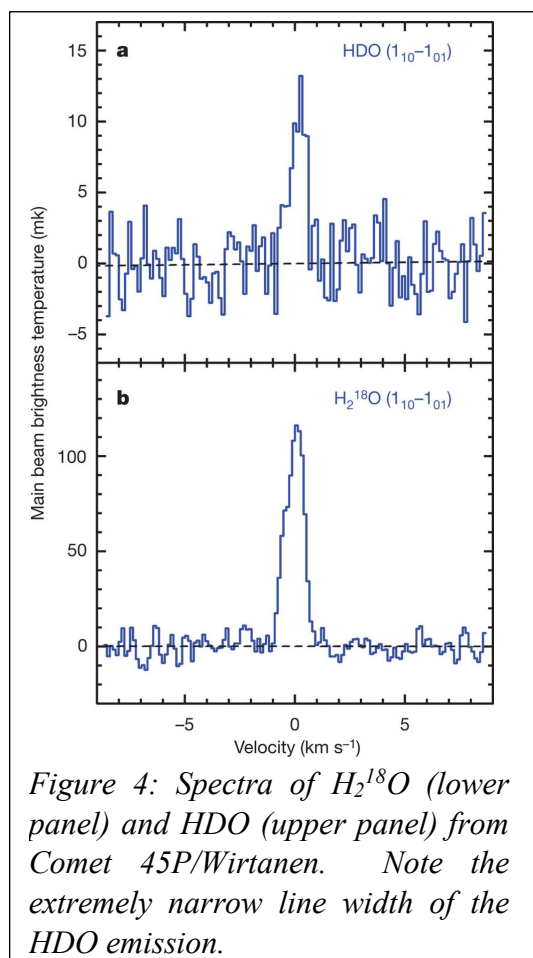 15
a
HDO (1₁₀–1₀₁)
10
5
0
−5
Main beam brightness temperature (mk)
b
H₂¹⁸O (1₁₀–1₀₁)
100
50
0
−5 0 5
Velocity (km s⁻¹)
Figure 4: Spectra of H₂¹⁸O (lower
panel) and HDO (upper panel) from
Comet 45P/Wirtanen. Note the
extremely narrow line width of the
HDO emission.